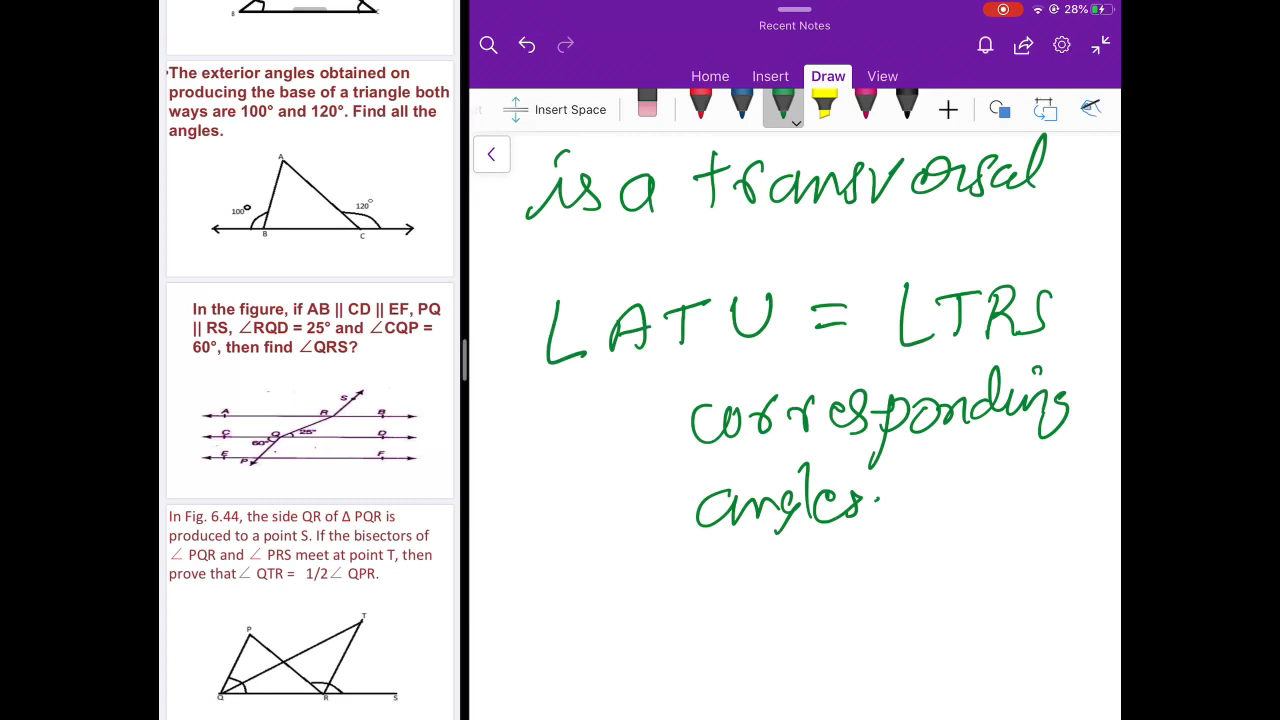 B C
The exterior angles obtained on
producing the base of a triangle both
ways are 100° and 120°. Find all the
angles.
A
100° 120°
B C
In the figure, if AB || CD || EF, PQ
|| RS, ∠RQD = 25° and ∠CQP =
60°, then find ∠QRS?
S
A R B
C Q 25° D
60°
E P F
In Fig. 6.44, the side QR of Δ PQR is
produced to a point S. If the bisectors of
∠ PQR and ∠ PRS meet at point T, then
prove that ∠ QTR = 1/2 ∠ QPR.
T
P
Q R S
28%
Recent Notes
Home Insert Draw View
Insert Space
is a transversal
∠ATU = ∠TRS
corresponding
angles.